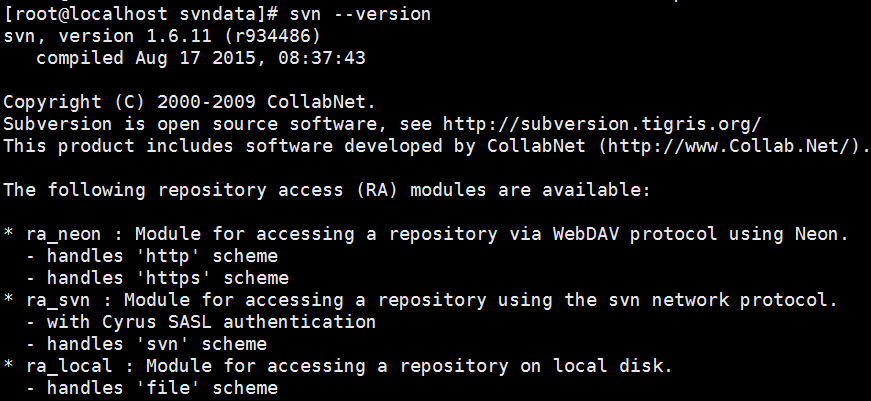 [root@localhost svndata]# svn --version
svn, version 1.6.11 (r934486)
   compiled Aug 17 2015, 08:37:43

Copyright (C) 2000-2009 CollabNet.
Subversion is open source software, see http://subversion.tigris.org/
This product includes software developed by CollabNet (http://www.Collab.Net/).

The following repository access (RA) modules are available:

* ra_neon : Module for accessing a repository via WebDAV protocol using Neon.
  - handles 'http' scheme
  - handles 'https' scheme
* ra_svn : Module for accessing a repository using the svn network protocol.
  - with Cyrus SASL authentication
  - handles 'svn' scheme
* ra_local : Module for accessing a repository on local disk.
  - handles 'file' scheme